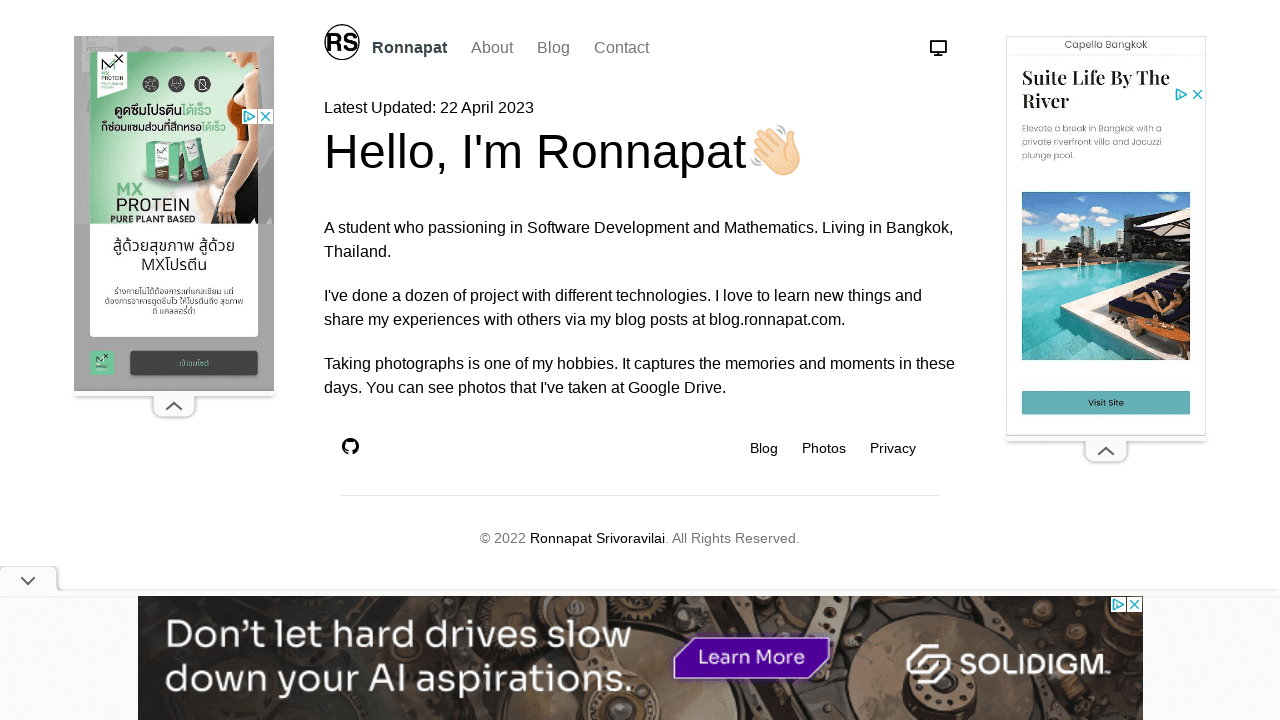 RS
Ronnapat
About
Blog
Contact
Latest Updated: 22 April 2023
Hello, I'm Ronnapat
A student who passioning in Software Development and Mathematics. Living in Bangkok,
Thailand.
I've done a dozen of project with different technologies. I love to learn new things and
share my experiences with others via my blog posts at blog.ronnapat.com.
Taking photographs is one of my hobbies. It captures the memories and moments in these
days. You can see photos that I've taken at Google Drive.
Blog
Photos
Privacy
© 2022 Ronnapat Srivoravilai. All Rights Reserved.
MX
PROTEIN
ดูดซึมโปรตีนได้เร็ว
ก็ซ่อมแซมส่วนที่สึกหรอได้เร็ว
MX
PROTEIN
PURE PLANT BASED
สู้ด้วยสุขภาพ สู้ด้วย
MXโปรตีน
ร่างกายไม่ได้ต้องการแค่แคลเซียม แต่
ต้องการอาหารดูดซึมไว ให้โปรตีนถึง สุขภาพ
ดี แคลลอรี่ต่ำ
เข้าชมไซต์
Capella Bangkok
Suite Life By The
River
Elevate a break in Bangkok with a
private riverfront villa and Jacuzzi
plunge pool.
Visit Site
Don't let hard drives slow
down your AI aspirations.
Learn More
SOLIDIGM